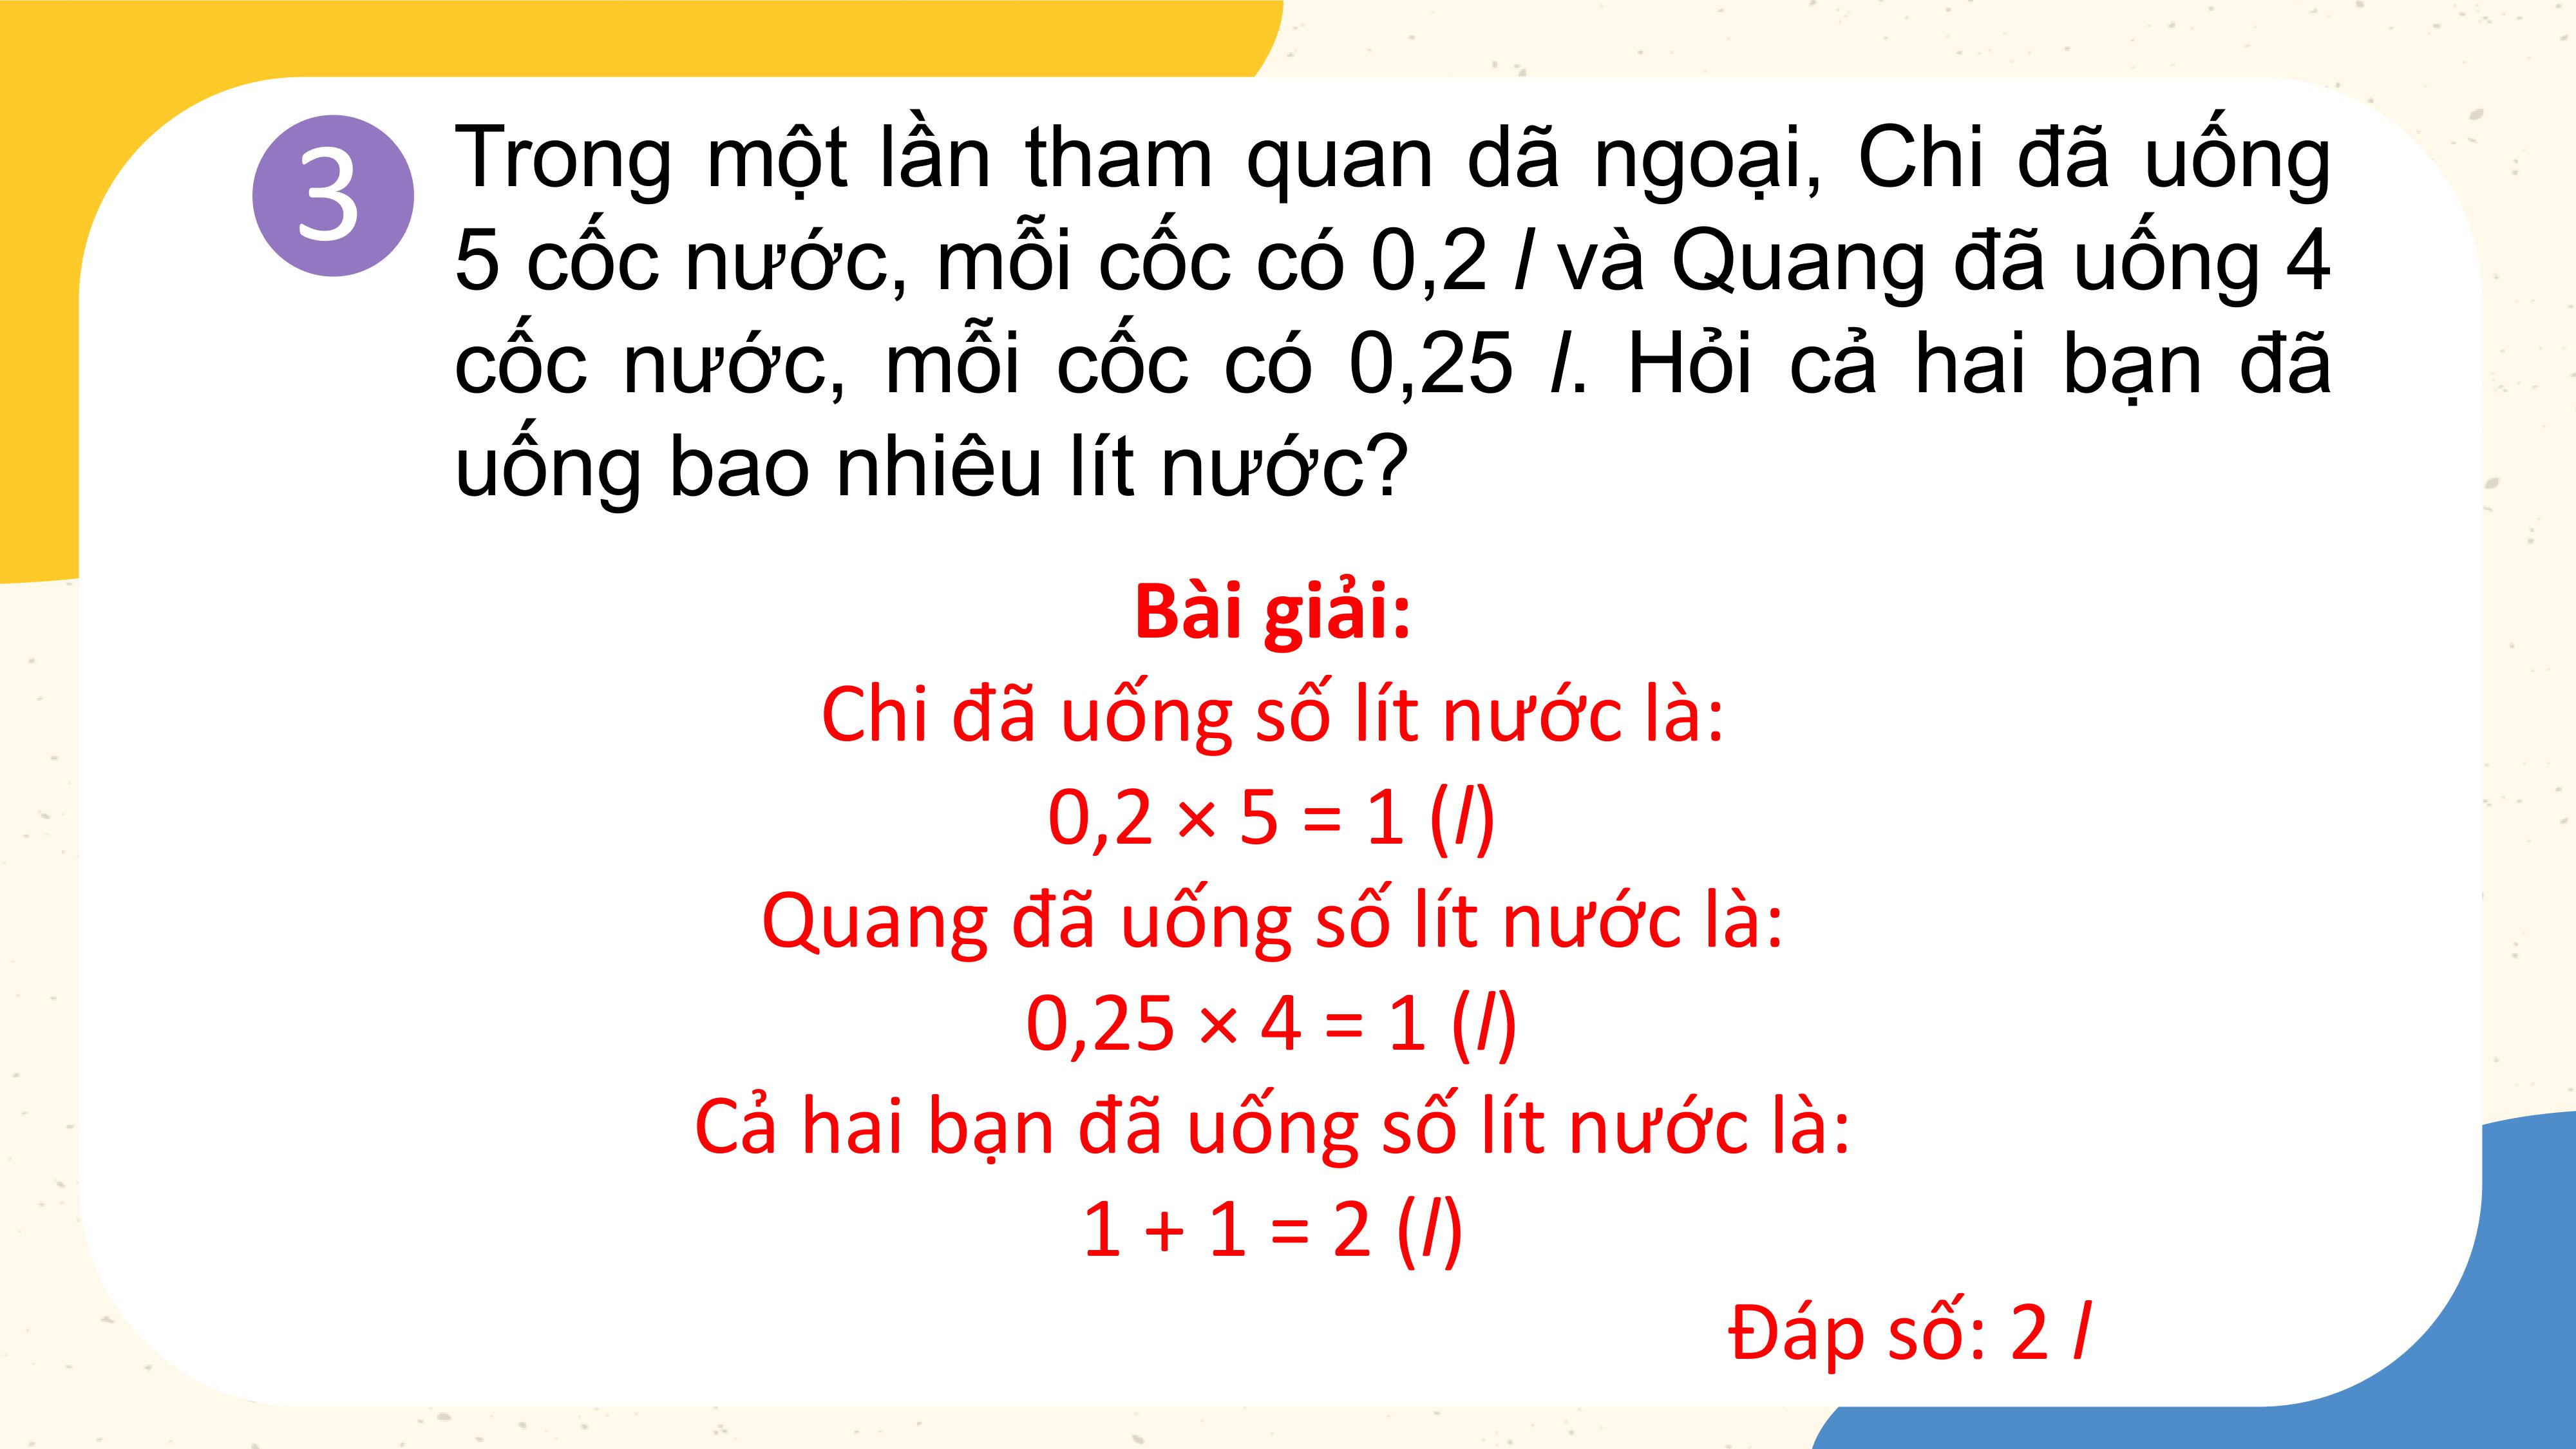 3
Trong một lần tham quan dã ngoại, Chi đã uống
5 cốc nước, mỗi cốc có 0,2 l và Quang đã uống 4
cốc nước, mỗi cốc có 0,25 l. Hỏi cả hai bạn đã
uống bao nhiêu lít nước?
Bài giải:
Chi đã uống số lít nước là:
0,2 × 5 = 1 (l)
Quang đã uống số lít nước là:
0,25 × 4 = 1 (l)
Cả hai bạn đã uống số lít nước là:
1 + 1 = 2 (l)
Đáp số: 2 l